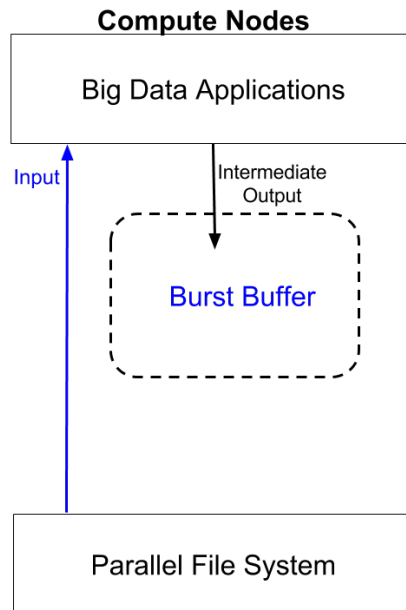 Compute Nodes
Big Data Applications
Input
Intermediate
Output
Burst Buffer
Parallel File System